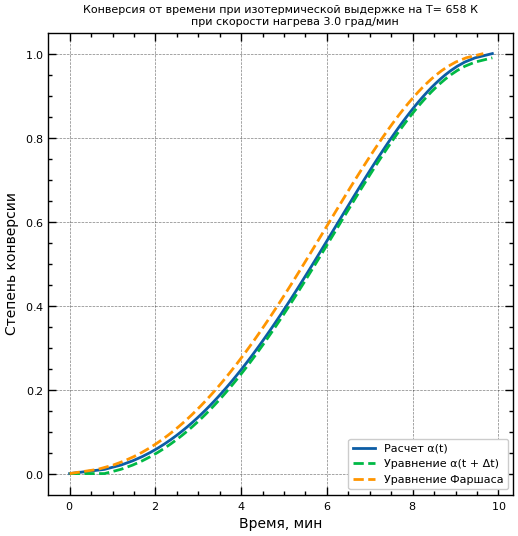 Конверсия от времени при изотермической выдержке на T= 658 К
при скорости нагрева 3.0 град/мин
Степень конверсии
1.0
0.8
0.6
0.4
0.2
0.0
0
2
4
6
8
10
Время, мин
Расчет α(t)
Уравнение α(t + Δt)
Уравнение Фаршаса